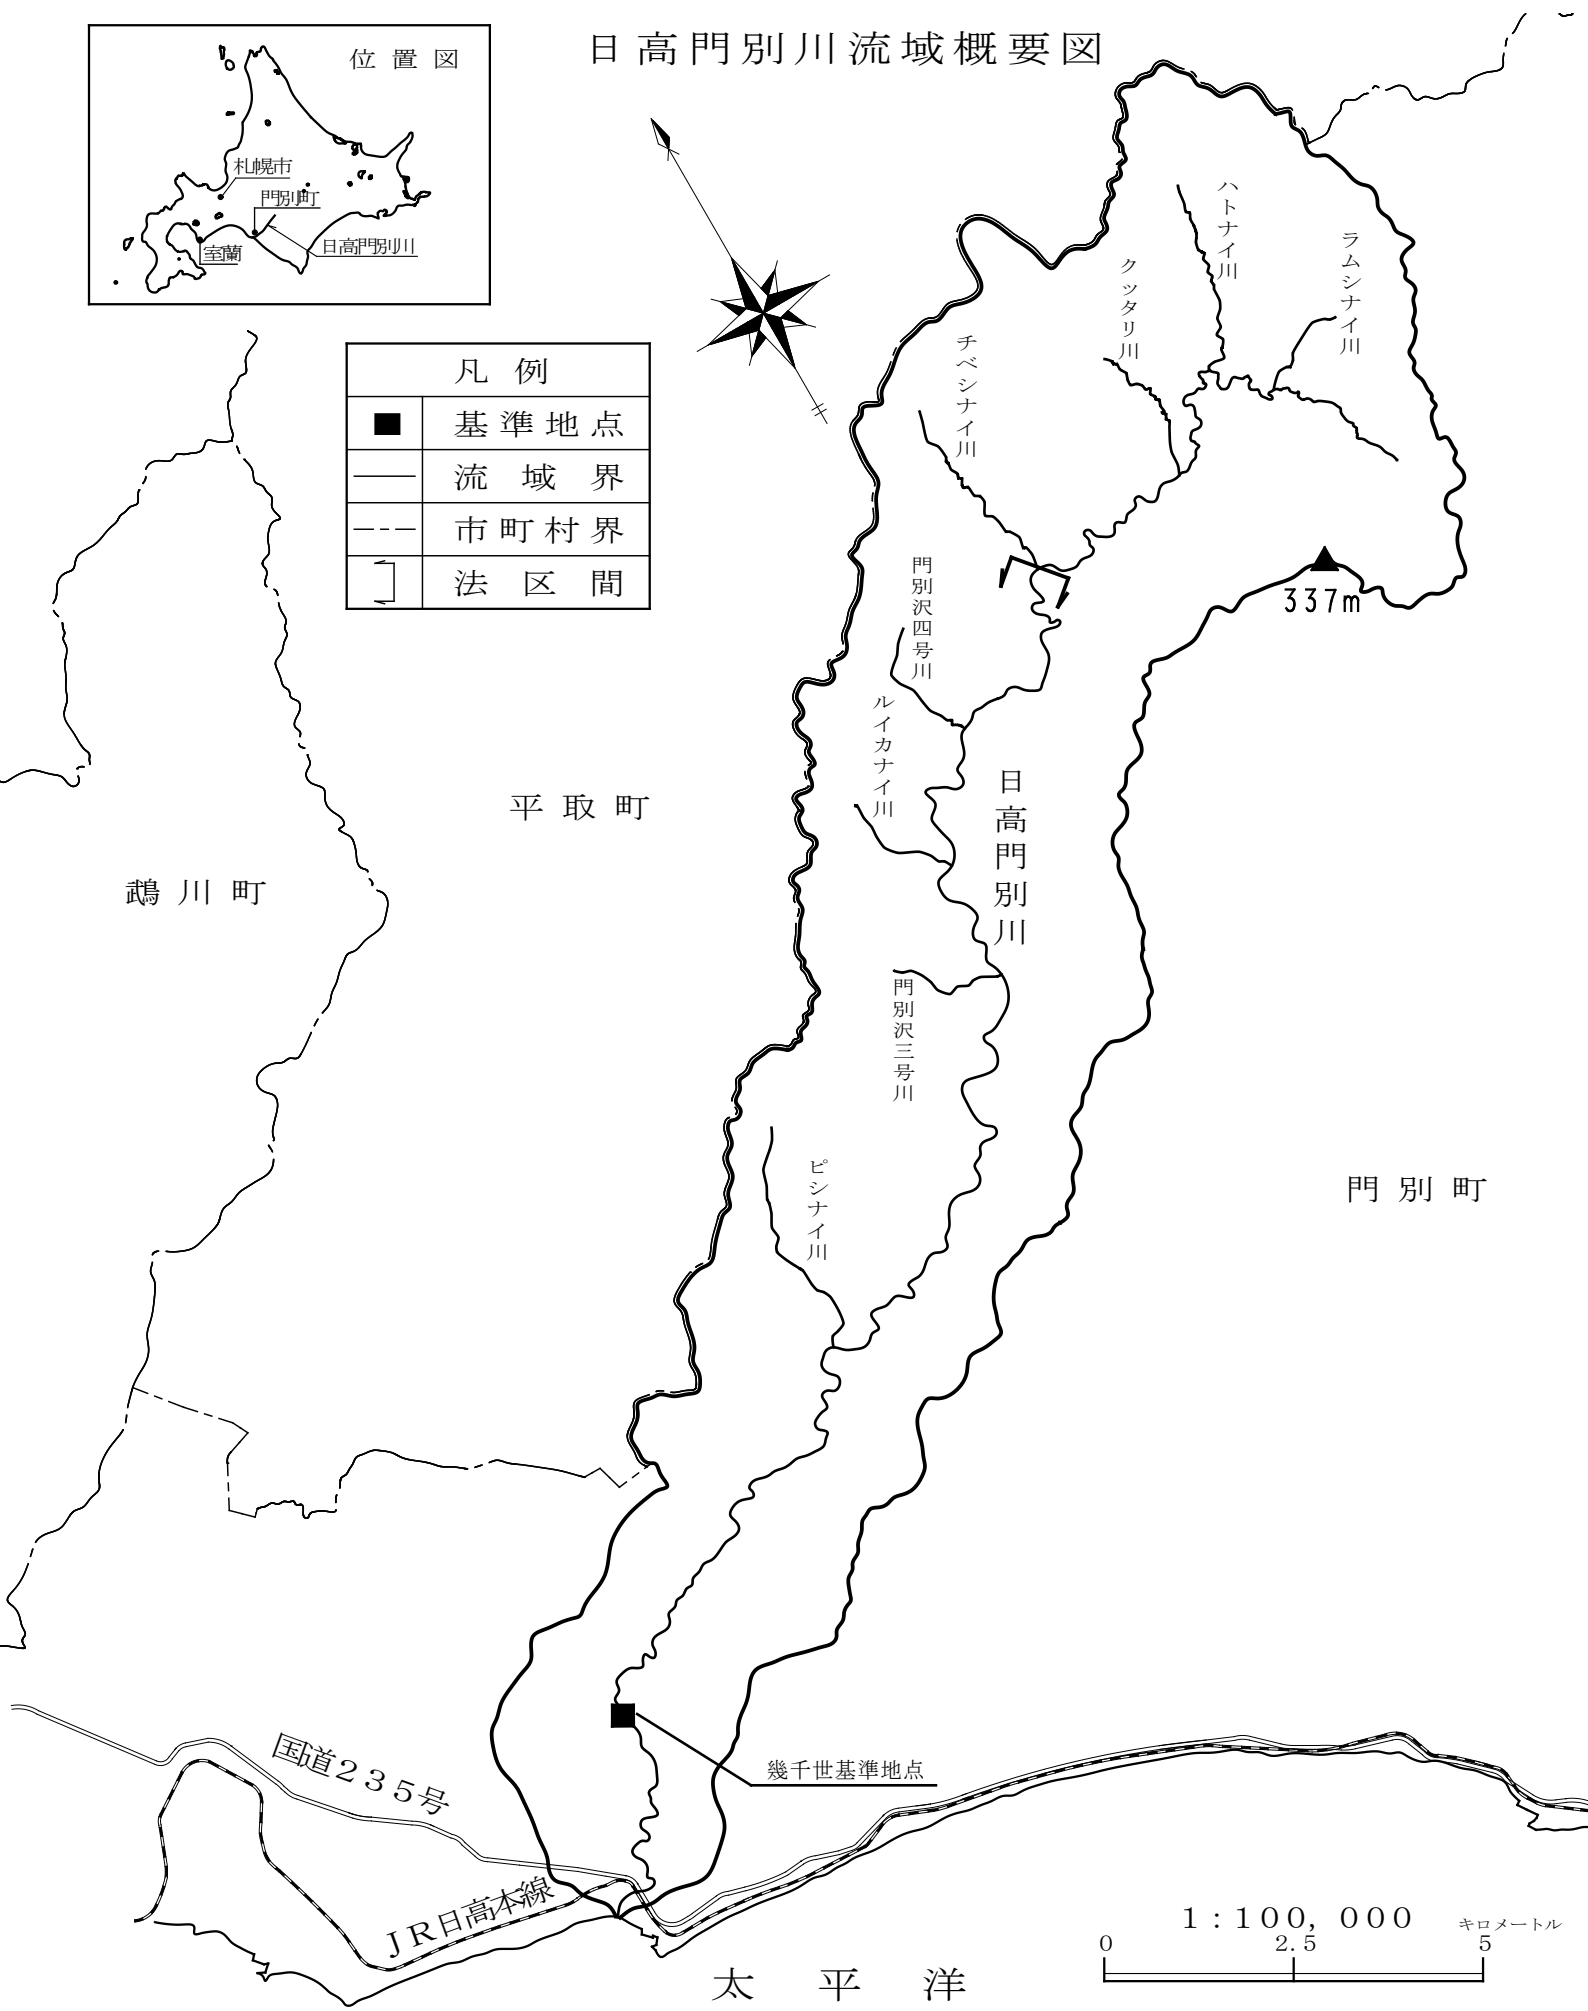 日高門別川流域概要図
位置図
札幌市
門別町
室蘭
日高門別川
凡例
基準地点
流域界
市町村界
法区間
ハトナイ川
ラムシナイ川
クッタリ川
チベシナイ川
337m
門別沢四号川
ルイカナイ川
日高門別川
平取町
鵡川町
門別沢三号川
ピシナイ川
門別町
幾千世基準地点
国道235号
JR日高本線
太平洋
1:100,000
キロメートル
0 2.5 5